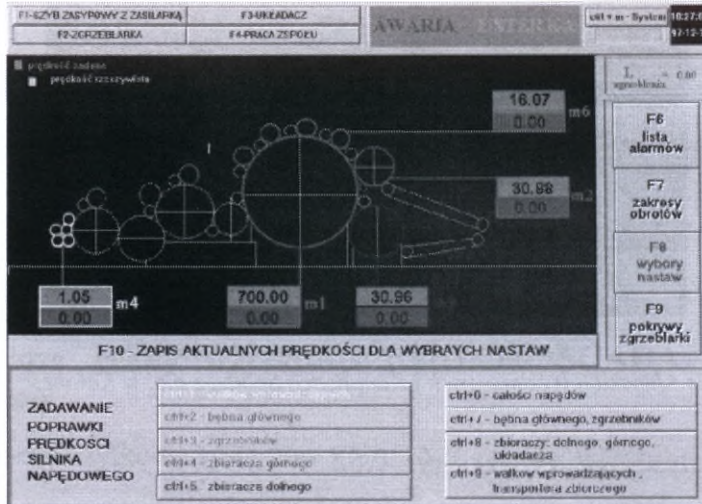 F1-SZYB ZASYPOWY Z ZASILARKĄ
F3-UKŁADACZ
F2-ZGRZEBLARKA
F4-PRACA ZESPOŁU
AWARIA
ctrl + m - System
prędkość zadana
prędkość rzeczywista
16.07
0.00
m6
30.98
0.00
m2
1.05
0.00
m4
700.00
0.00
m1
30.96
0.00
F6
lista
alarmów
F7
zakresy
obrotów
F8
wybory
nastaw
F9
pokrywy
zgrzeblarki
F10 - ZAPIS AKTUALNYCH PRĘDKOŚCI DLA WYBRAYCH NASTAW
ZADAWANIE
POPRAWKI
PRĘDKOSCI
SILNIKA
NAPĘDOWEGO
ctrl+2 - bębna głównego
ctrl+3 - zgrzebników
ctrl+4 - zbieracza górnego
ctrl+5 zbieracza dolnego
ctrl+6 - całości napędów
ctrl+7 - bębna głównego, zgrzebników
ctrl+8 - zbieraczy: dolnego, górnego,
układacza
ctrl+9 - wałkow wprowadzających ,
transportera zbiorczego